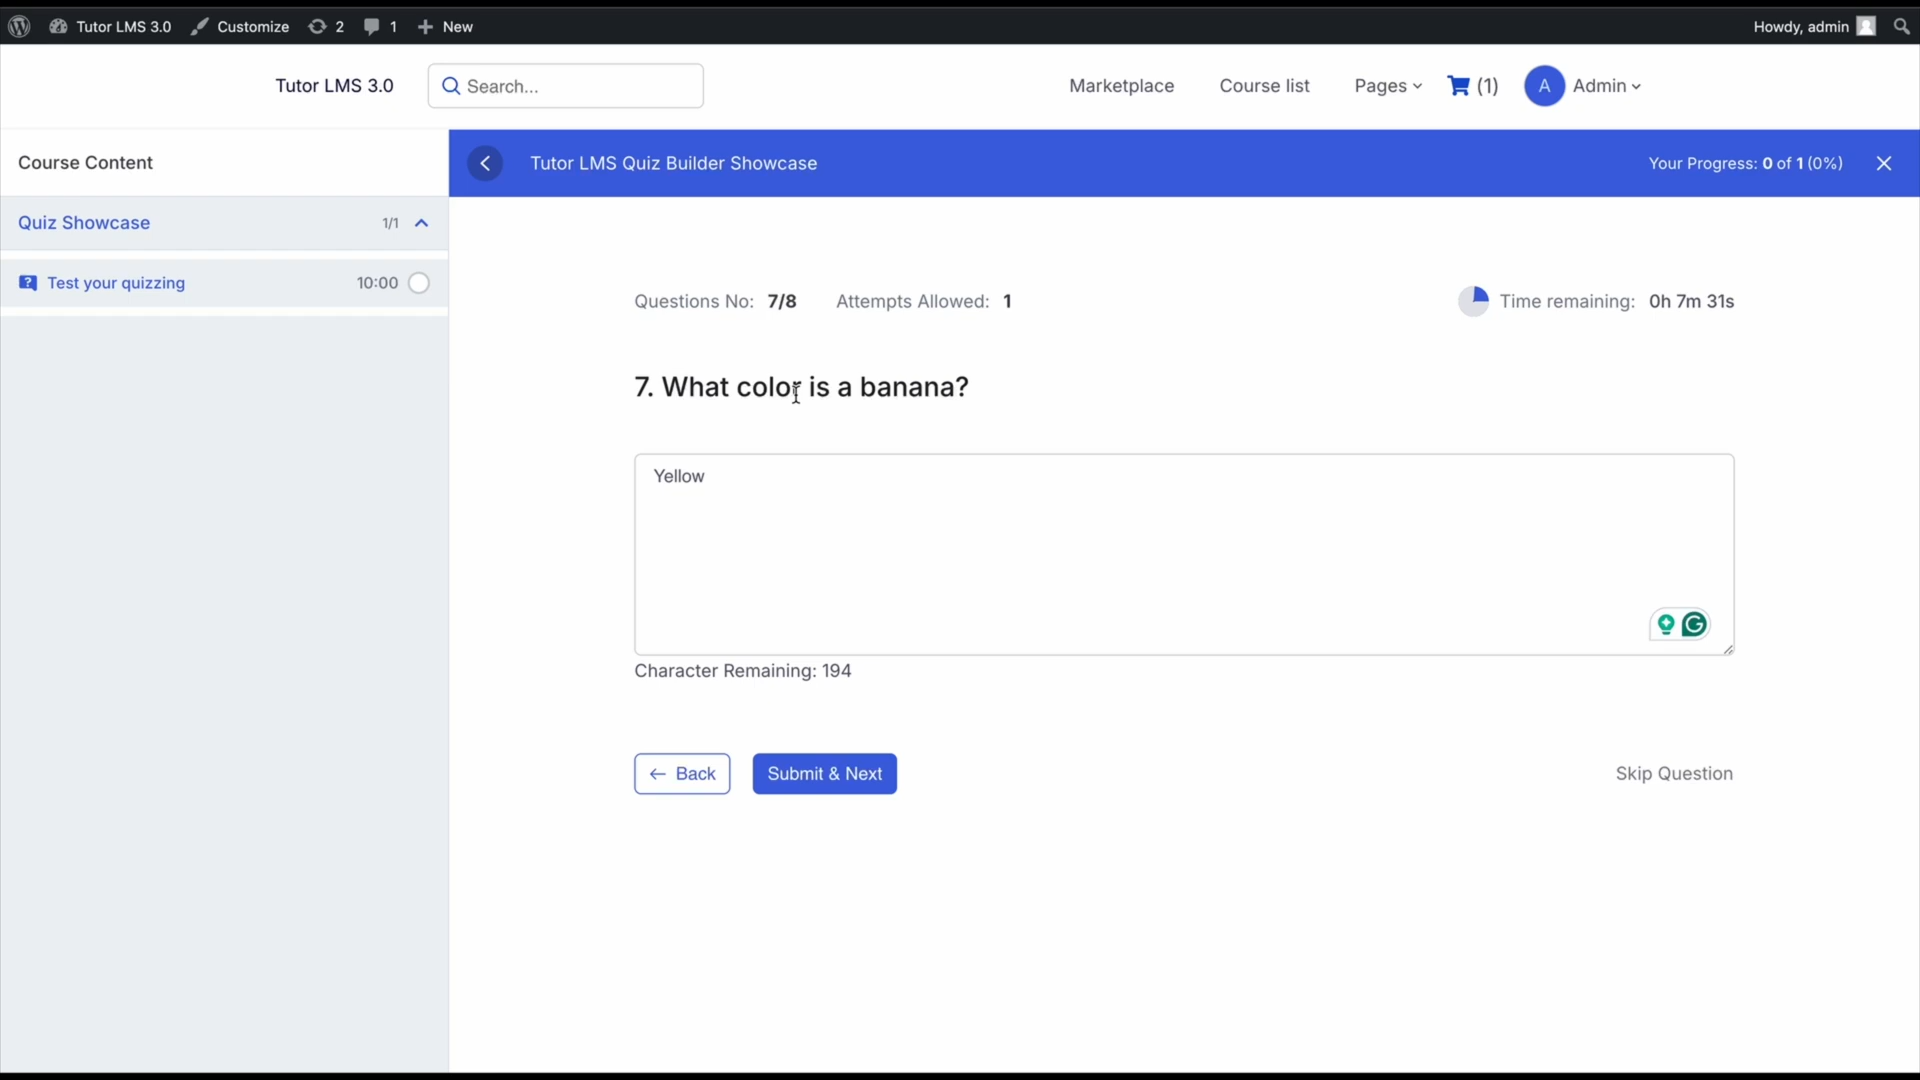 Tutor LMS 3.0 Customize 2 1 New Howdy, admin
Tutor LMS 3.0 Search... Marketplace Course list Pages (1) A Admin
Course Content
Tutor LMS Quiz Builder Showcase Your Progress: 0 of 1 (0%)
Quiz Showcase 1/1
Test your quizzing 10:00
Questions No: 7/8 Attempts Allowed: 1 Time remaining: 0h 7m 31s
7. What color is a banana?
Yellow
Character Remaining: 194
Back Submit & Next Skip Question